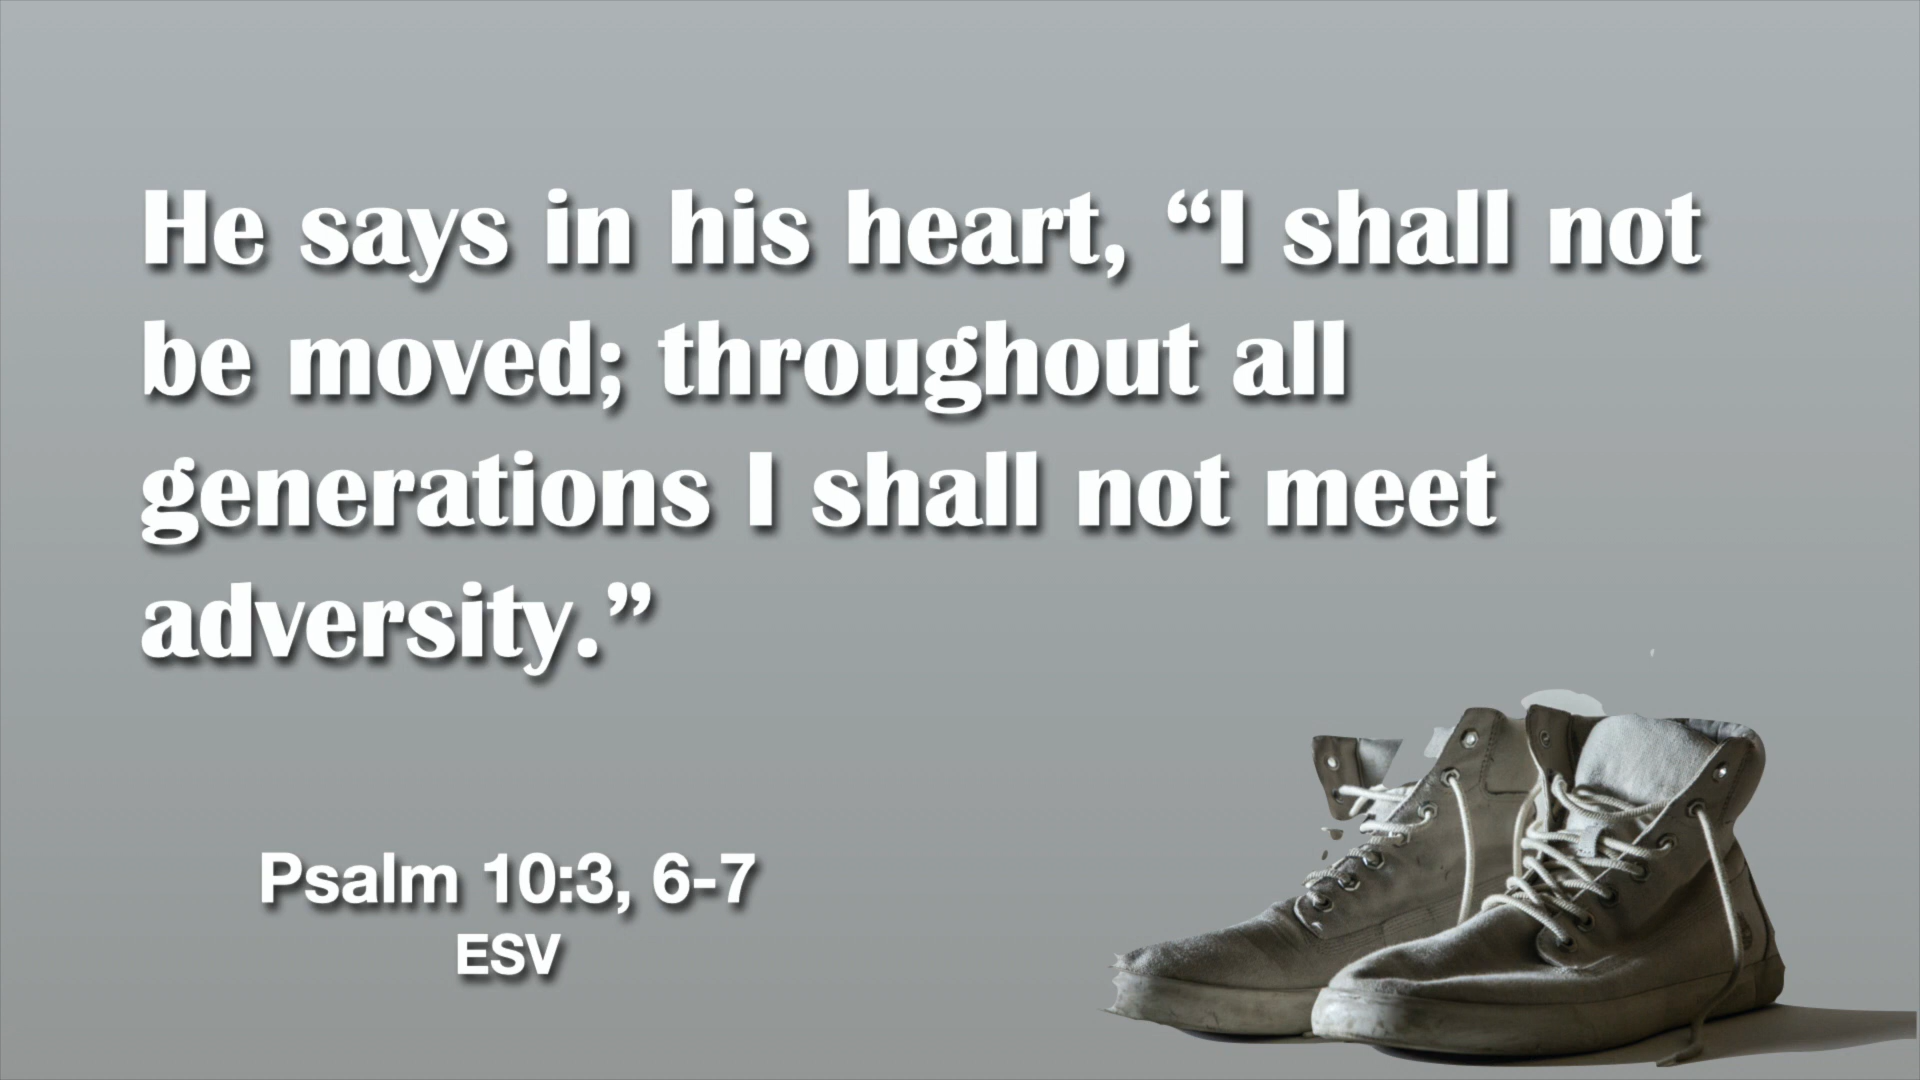 He says in his heart, “I shall not
be moved; throughout all
generations I shall not meet
adversity.”
Psalm 10:3, 6-7
ESV